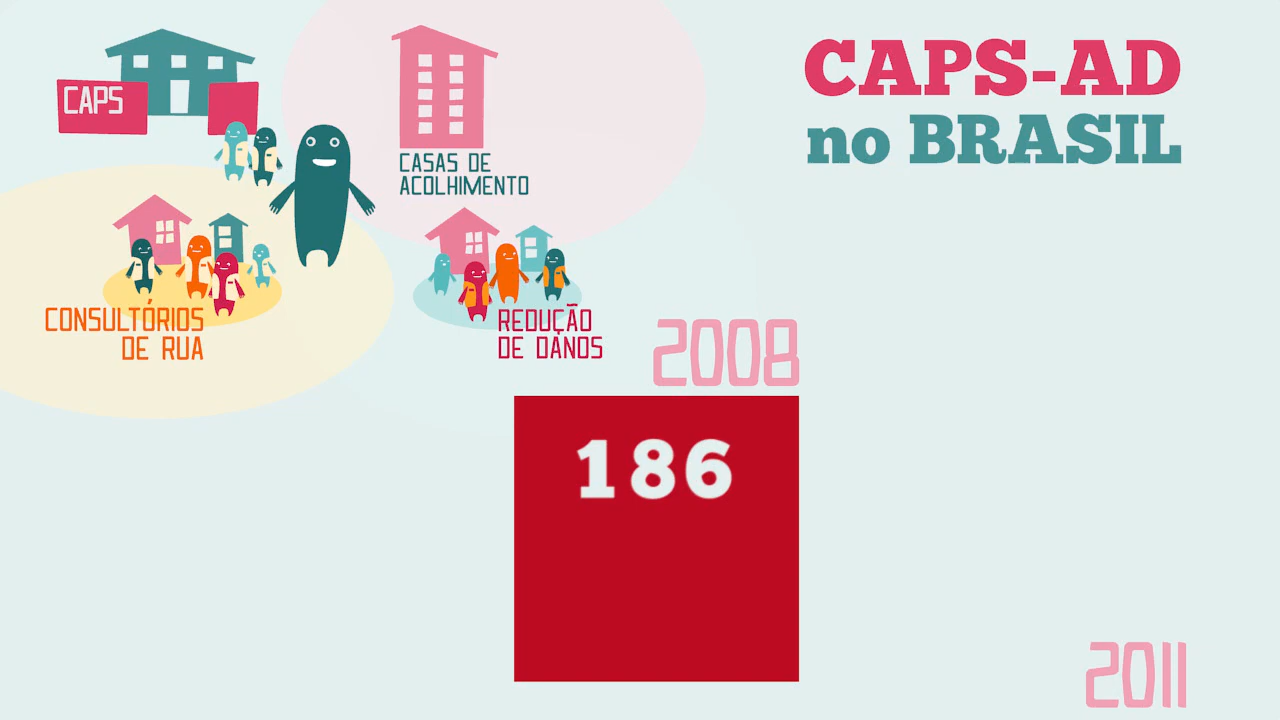 CAPS-AD
no BRASIL
CAPS
CASAS DE
ACOLHIMENTO
CONSULTÓRIOS
DE RUA
REDUÇÃO
DE DANOS
2008
186
2011